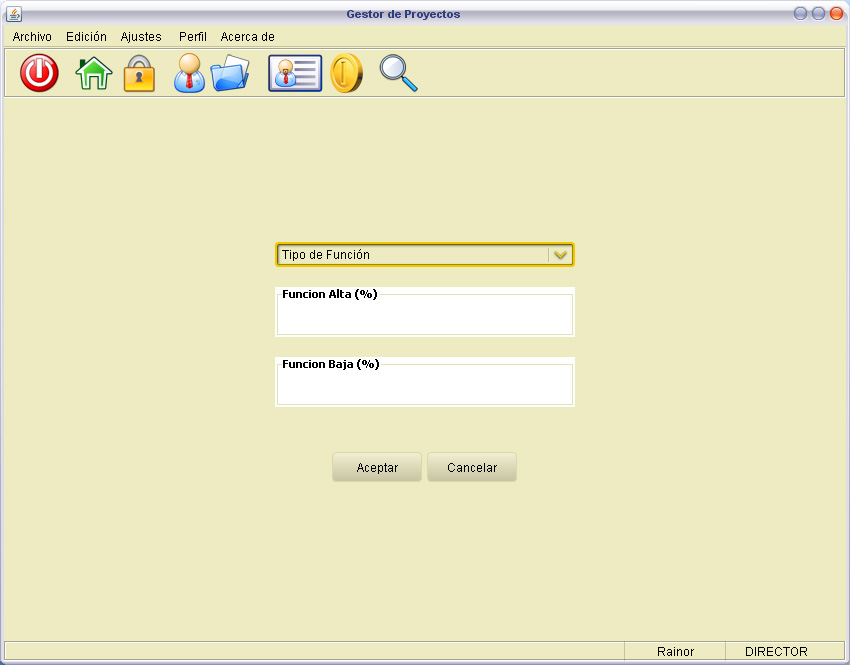 Gestor de Proyectos
Archivo Edición Ajustes Perfil Acerca de
Tipo de Función
Funcion Alta (%)
Funcion Baja (%)
Aceptar Cancelar
Rainor DIRECTOR